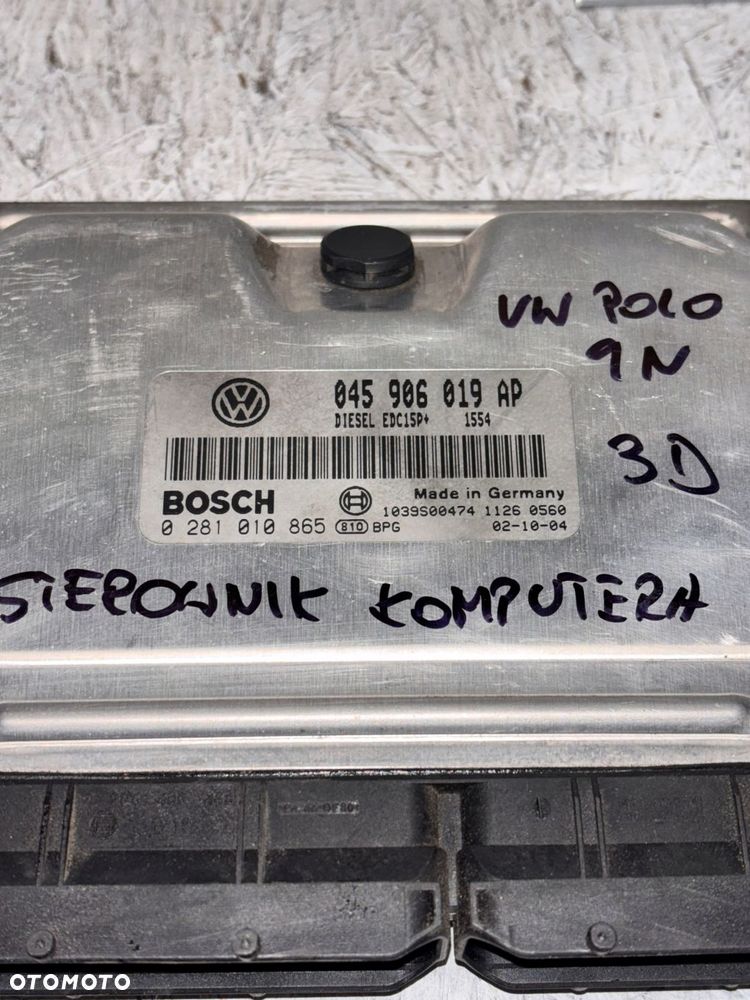 VW POLO
9N
045 906 019 AP
DIESEL EDC15P+ 1554
3D
BOSCH
Made in Germany
1039S00474 1126 0560
0 281 010 865 810 BPG 02-10-04
STEROWNIK KOMPUTERA
OTOMOTO